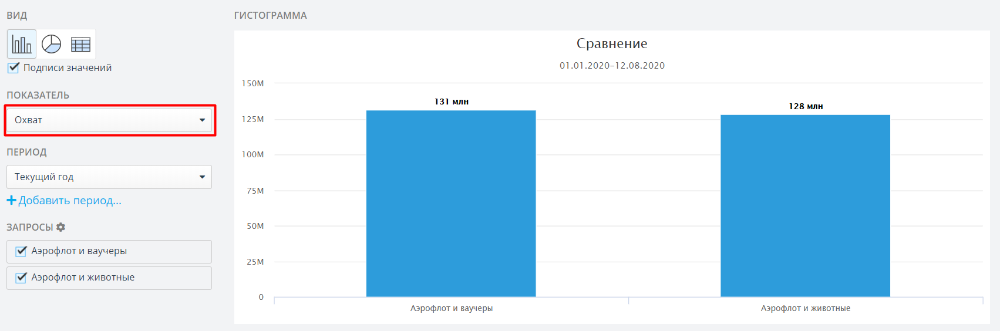 ВИД
Подписи значений
ПОКАЗАТЕЛЬ
Охват
ПЕРИОД
Текущий год
Добавить период...
ЗАПРОСЫ
Аэрофлот и ваучеры
Аэрофлот и животные
ГИСТОГРАММА
Сравнение
01.01.2020–12.08.2020
150M
125M
100M
75M
50M
25M
0
131 млн
128 млн
Аэрофлот и ваучеры
Аэрофлот и животные